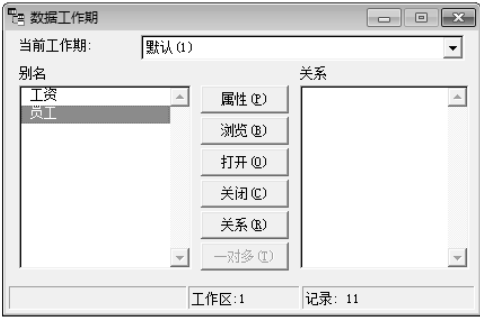 数据工作期
当前工作期:
默认(1)
别名
关系
工资
员工
属性(P)
浏览(B)
打开(O)
关闭(C)
关系(R)
一对多(T)
工作区:1
记录: 11